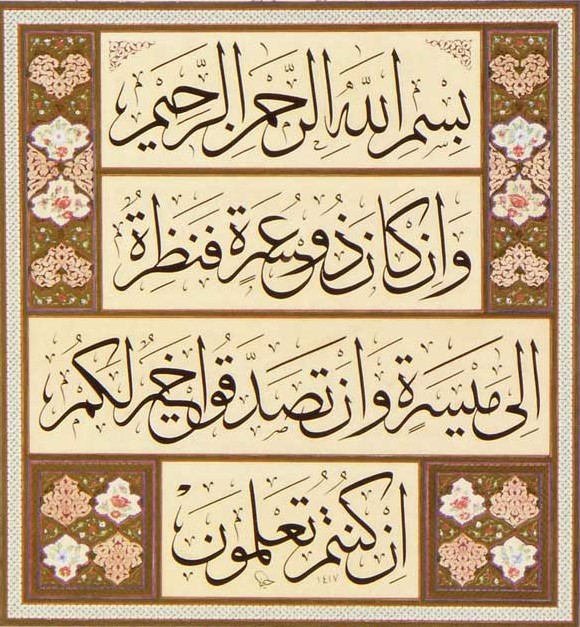 بسم الله الرحمن الرحيم
وان كان ذو عسرة فنظرة
الى ميسرة وان تصدقوا خير لكم
ان كنتم تعلمون
١٤١٧